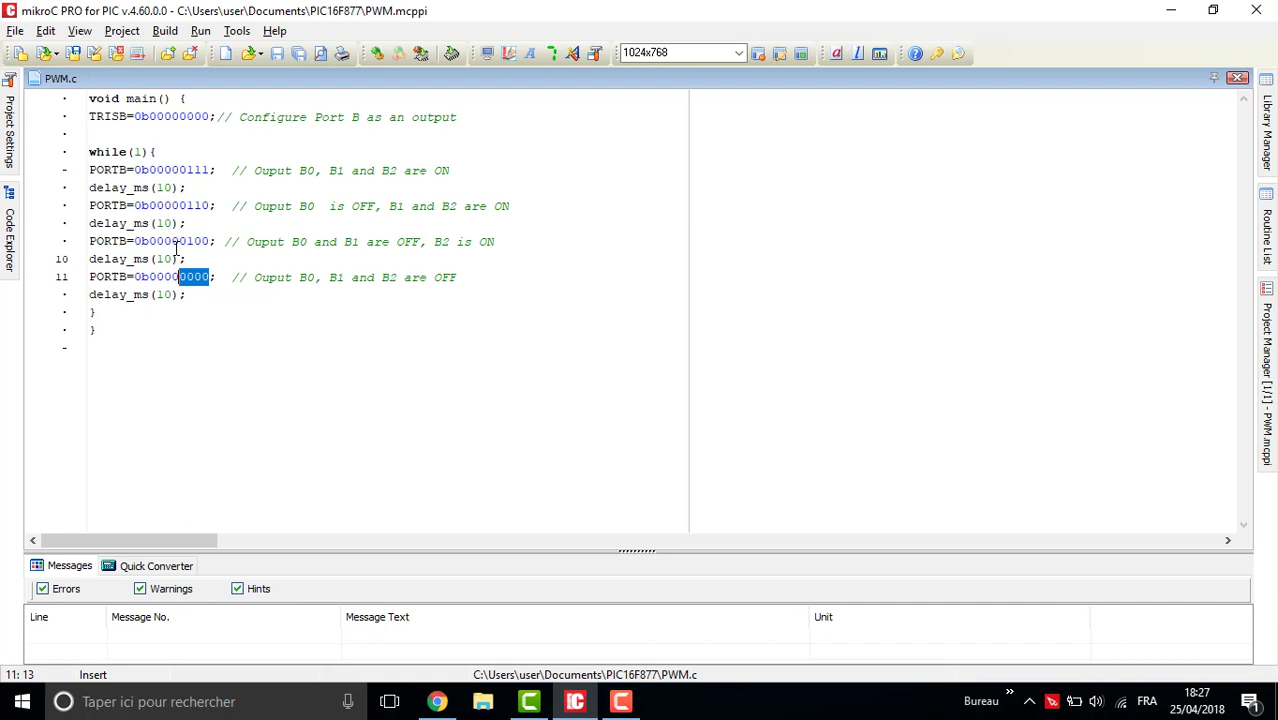 mikroC PRO for PIC v.4.60.0.0 - C:\Users\user\Documents\PIC16F877\PWM.mcppi
File Edit View Project Build Run Tools Help
1024x768
PWM.c
void main() {
TRISB=0b00000000;// Configure Port B as an output
while(1){
PORTB=0b00000111; // Ouput B0, B1 and B2 are ON
delay_ms(10);
PORTB=0b00000110; // Ouput B0 is OFF, B1 and B2 are ON
delay_ms(10);
PORTB=0b00000100; // Ouput B0 and B1 are OFF, B2 is ON
10 delay_ms(10);
11 PORTB=0b00000000; // Ouput B0, B1 and B2 are OFF
delay_ms(10);
}
}
Project Settings
Code Explorer
Library Manager
Routine List
Project Manager [1/1] - PWM.mcppi
Messages Quick Converter
Errors Warnings Hints
Line Message No. Message Text Unit
11: 13 Insert C:\Users\user\Documents\PIC16F877\PWM.c
Taper ici pour rechercher
Bureau » FRA 18:27
25/04/2018
1